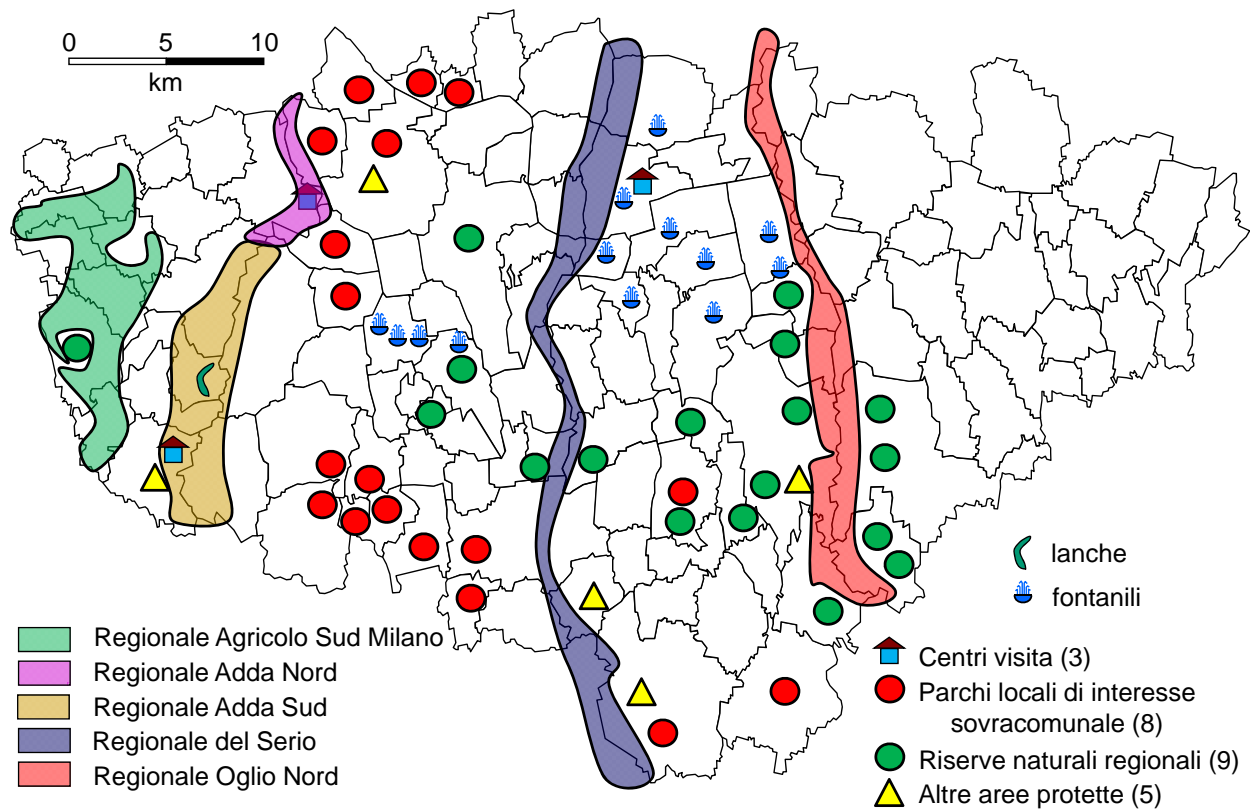 0 5 10
km
lanche
fontanili
Regionale Agricolo Sud Milano
Regionale Adda Nord
Regionale Adda Sud
Regionale del Serio
Regionale Oglio Nord
Centri visita (3)
Parchi locali di interesse
sovracomunale (8)
Riserve naturali regionali (9)
Altre aree protette (5)